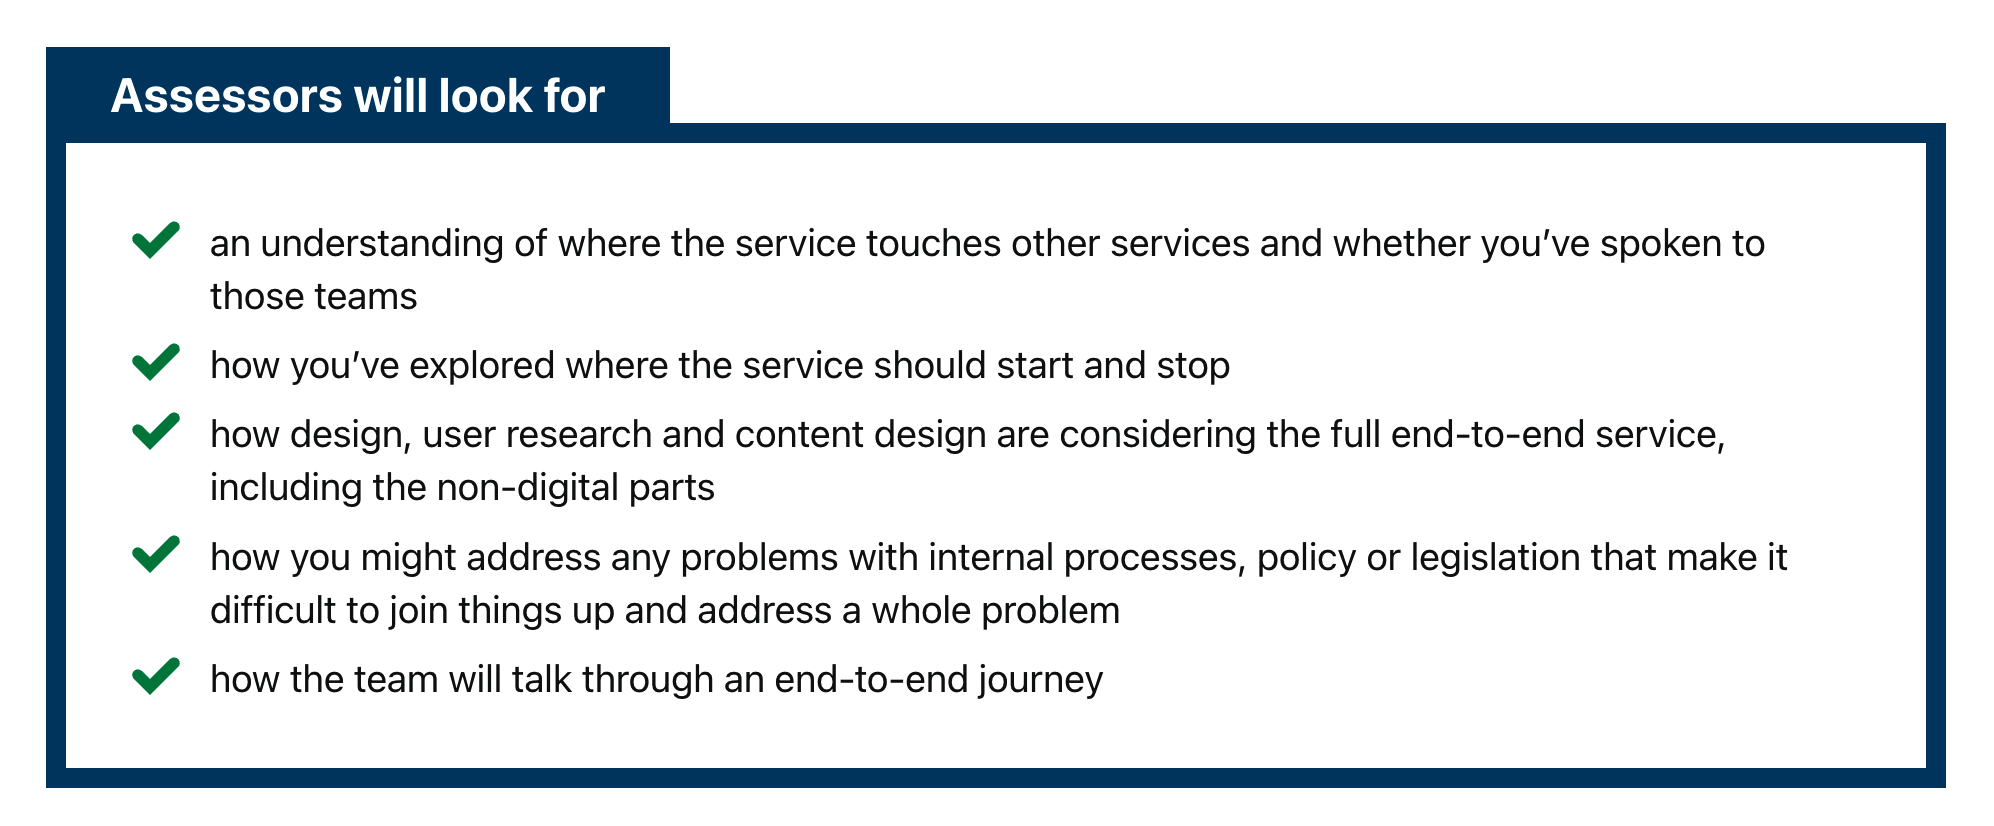 Assessors will look for
an understanding of where the service touches other services and whether you’ve spoken to
those teams
how you’ve explored where the service should start and stop
how design, user research and content design are considering the full end-to-end service,
including the non-digital parts
how you might address any problems with internal processes, policy or legislation that make it
difficult to join things up and address a whole problem
how the team will talk through an end-to-end journey